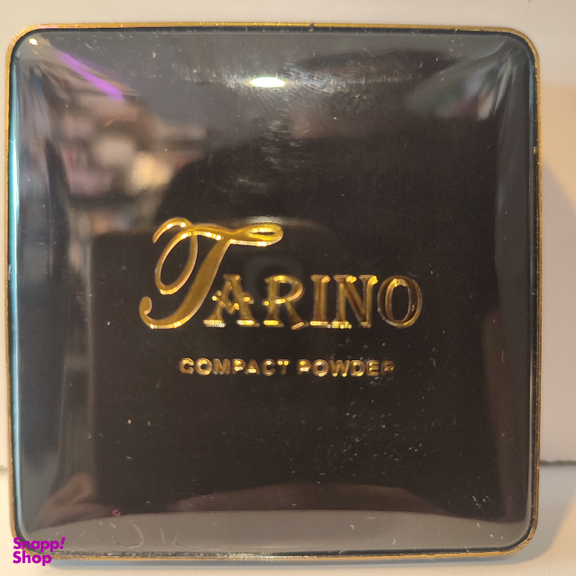 TARINO
COMPACT POWDER
Snapp!
Shop